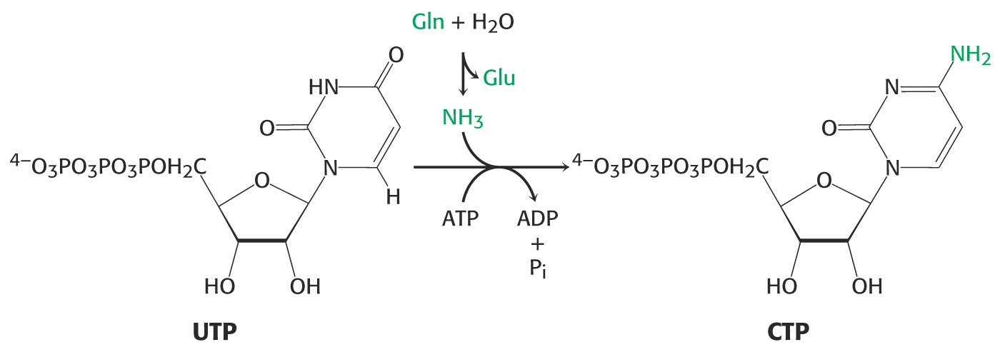 Gln + H2O
Glu
NH3
ATP
ADP
+
Pi
O
HN
O
N
H
4–O3PO3PO3POH2C
O
HO
OH
UTP
NH2
N
O
N
4–O3PO3PO3POH2C
O
HO
OH
CTP